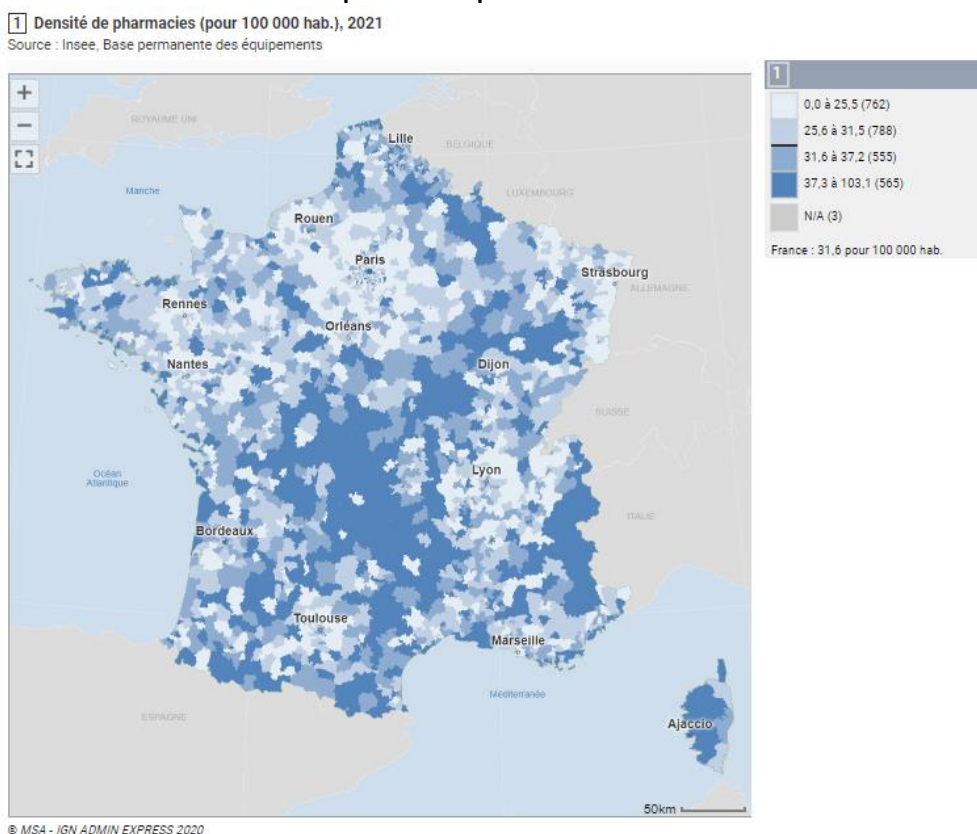 1 Densité de pharmacies (pour 100 000 hab.), 2021
Source : Insee, Base permanente des équipements
1
0,0 à 25,5 (762)
25,6 à 31,5 (788)
31,6 à 37,2 (555)
37,3 à 103,1 (565)
N/A (3)
France : 31,6 pour 100 000 hab.
+
−
ROYAUME UNI
Lille
BELGIQUE
Manche
LUXEMBOURG
Rouen
Paris
Strasbourg
ALLEMAGNE
Rennes
Orléans
Nantes
Dijon
SUISSE
Océan
Atlantique
Lyon
ITALIE
Bordeaux
Toulouse
Marseille
Méditerranée
ESPAGNE
Ajaccio
50km
© MSA - IGN ADMIN EXPRESS 2020